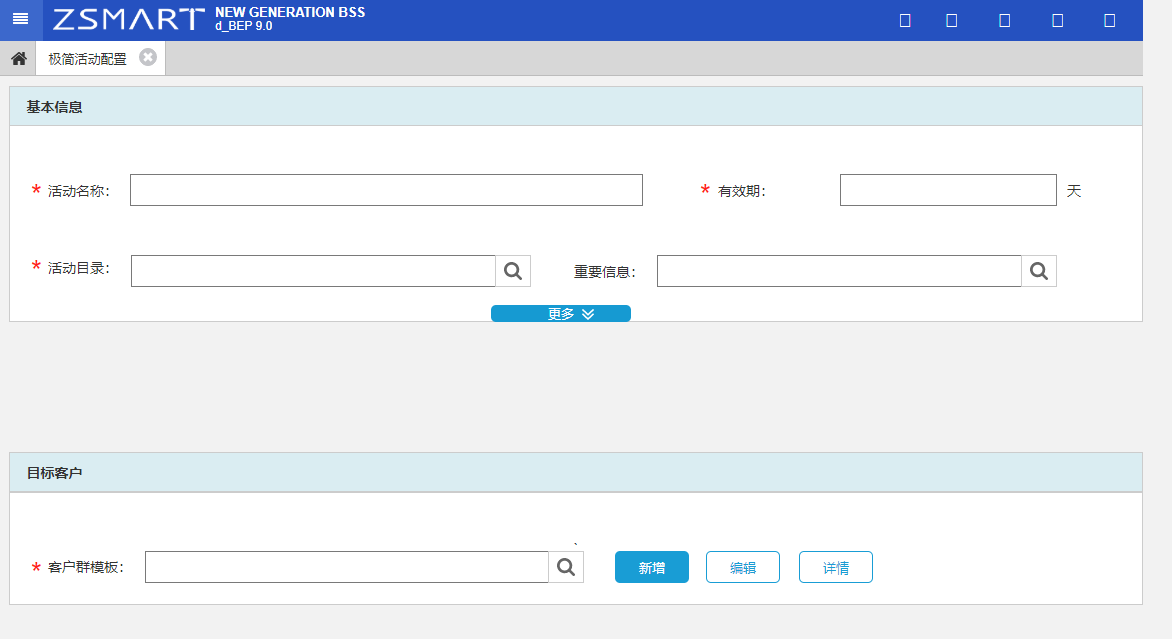 ZSMART NEW GENERATION BSS
d_BEP 9.0
极简活动配置
基本信息
* 活动名称：
* 有效期： 天
* 活动目录： 重要信息：
更多
目标客户
* 客户群模板： 新增 编辑 详情